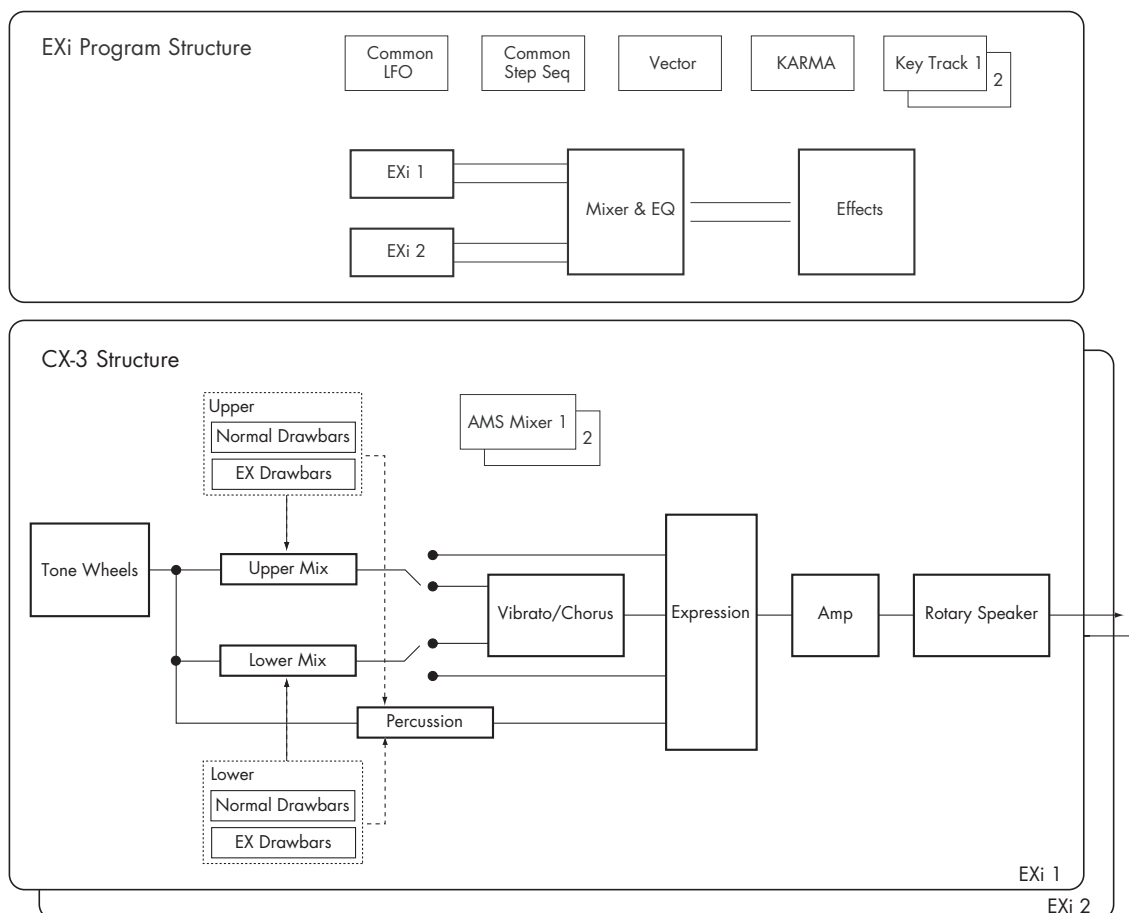 EXi Program Structure
Common
LFO
Common
Step Seq
Vector
KARMA
Key Track 1
2
EXi 1
EXi 2
Mixer & EQ
Effects
CX-3 Structure
Upper
Normal Drawbars
EX Drawbars
AMS Mixer 1
2
Tone Wheels
Upper Mix
Lower Mix
Vibrato/Chorus
Expression
Amp
Rotary Speaker
Percussion
Lower
Normal Drawbars
EX Drawbars
EXi 1
EXi 2